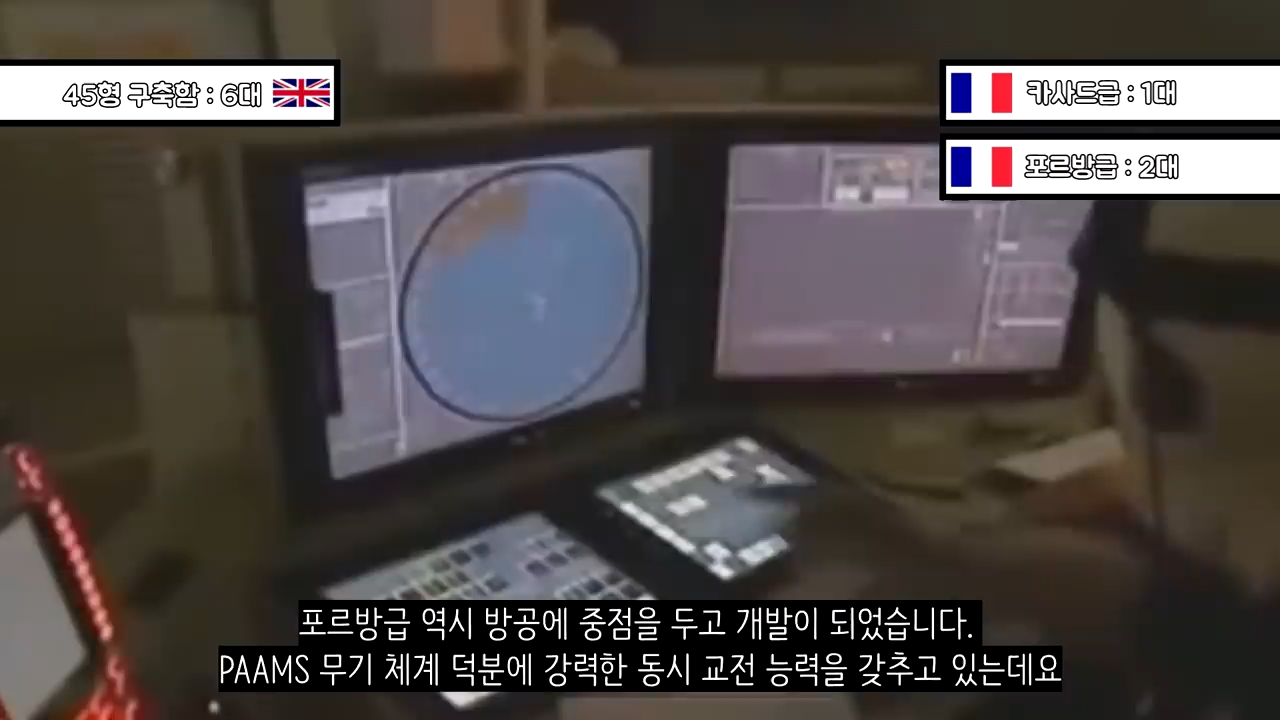 45형 구축함 : 6대
카사드급 : 1대
포르방급 : 2대
포르방급 역시 방공에 중점을 두고 개발이 되었습니다.
PAAMS 무기 체계 덕분에 강력한 동시 교전 능력을 갖추고 있는데요